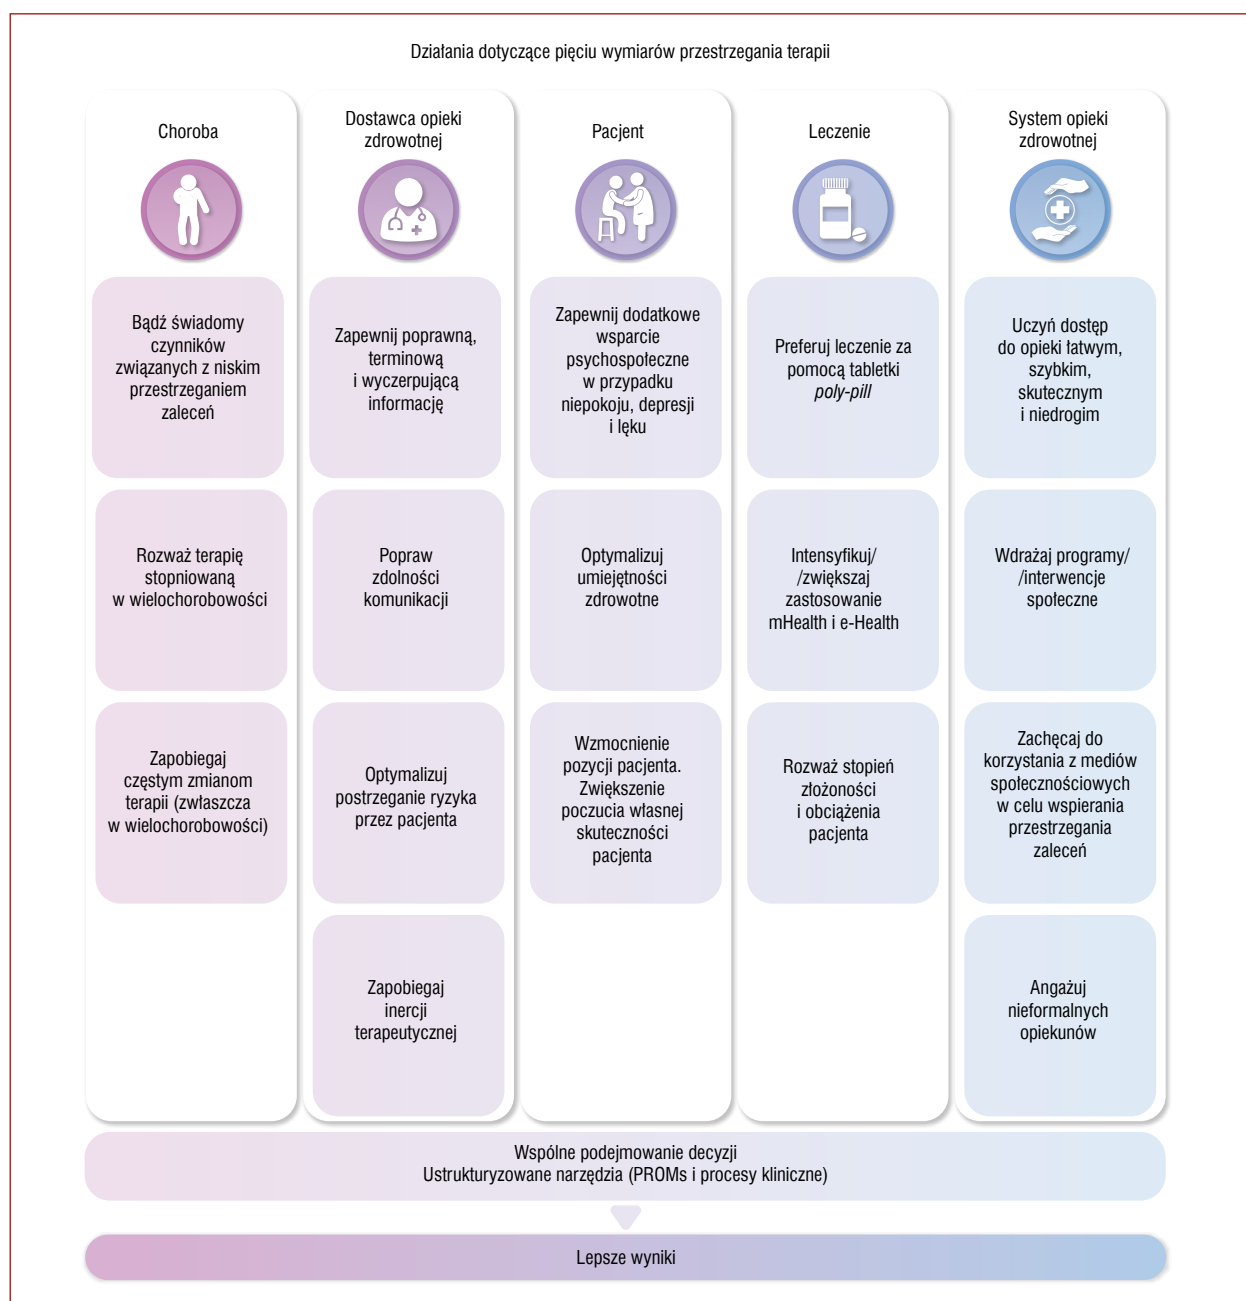 Działania dotyczące pięciu wymiarów przestrzegania terapii
Choroba
Dostawca opieki
zdrowotnej
Pacjent
Leczenie
System opieki
zdrowotnej
Bądź świadomy
czynników
związanych z niskim
przestrzeganiem
zaleceń
Zapewnij poprawną,
terminową
i wyczerpującą
informację
Zapewnij dodatkowe
wsparcie
psychospołeczne
w przypadku
niepokoju, depresji
i lęku
Preferuj leczenie za
pomocą tabletki
poly-pill
Uczyń dostęp
do opieki łatwym,
szybkim,
skutecznym
i niedrogim
Rozważ terapię
stopniowaną
w wielochorobowości
Popraw
zdolności
komunikacji
Optymalizuj
umiejętności
zdrowotne
Intensyfikuj/
/zwiększaj
zastosowanie
mHealth i e-Health
Wdrażaj programy/
/interwencje
społeczne
Zapobiegaj
częstym zmianom
terapii (zwłaszcza
w wielochorobowości)
Optymalizuj
postrzeganie ryzyka
przez pacjenta
Wzmocnienie
pozycji pacjenta.
Zwiększenie
poczucia własnej
skuteczności
pacjenta
Rozważ stopień
złożoności
i obciążenia
pacjenta
Zachęcaj do
korzystania z mediów
społecznościowych
w celu wspierania
przestrzegania
zaleceń
Zapobiegaj
inercji
terapeutycznej
Angażuj
nieformalnych
opiekunów
Wspólne podejmowanie decyzji
Ustrukturyzowane narzędzia (PROMs i procesy kliniczne)
Lepsze wyniki